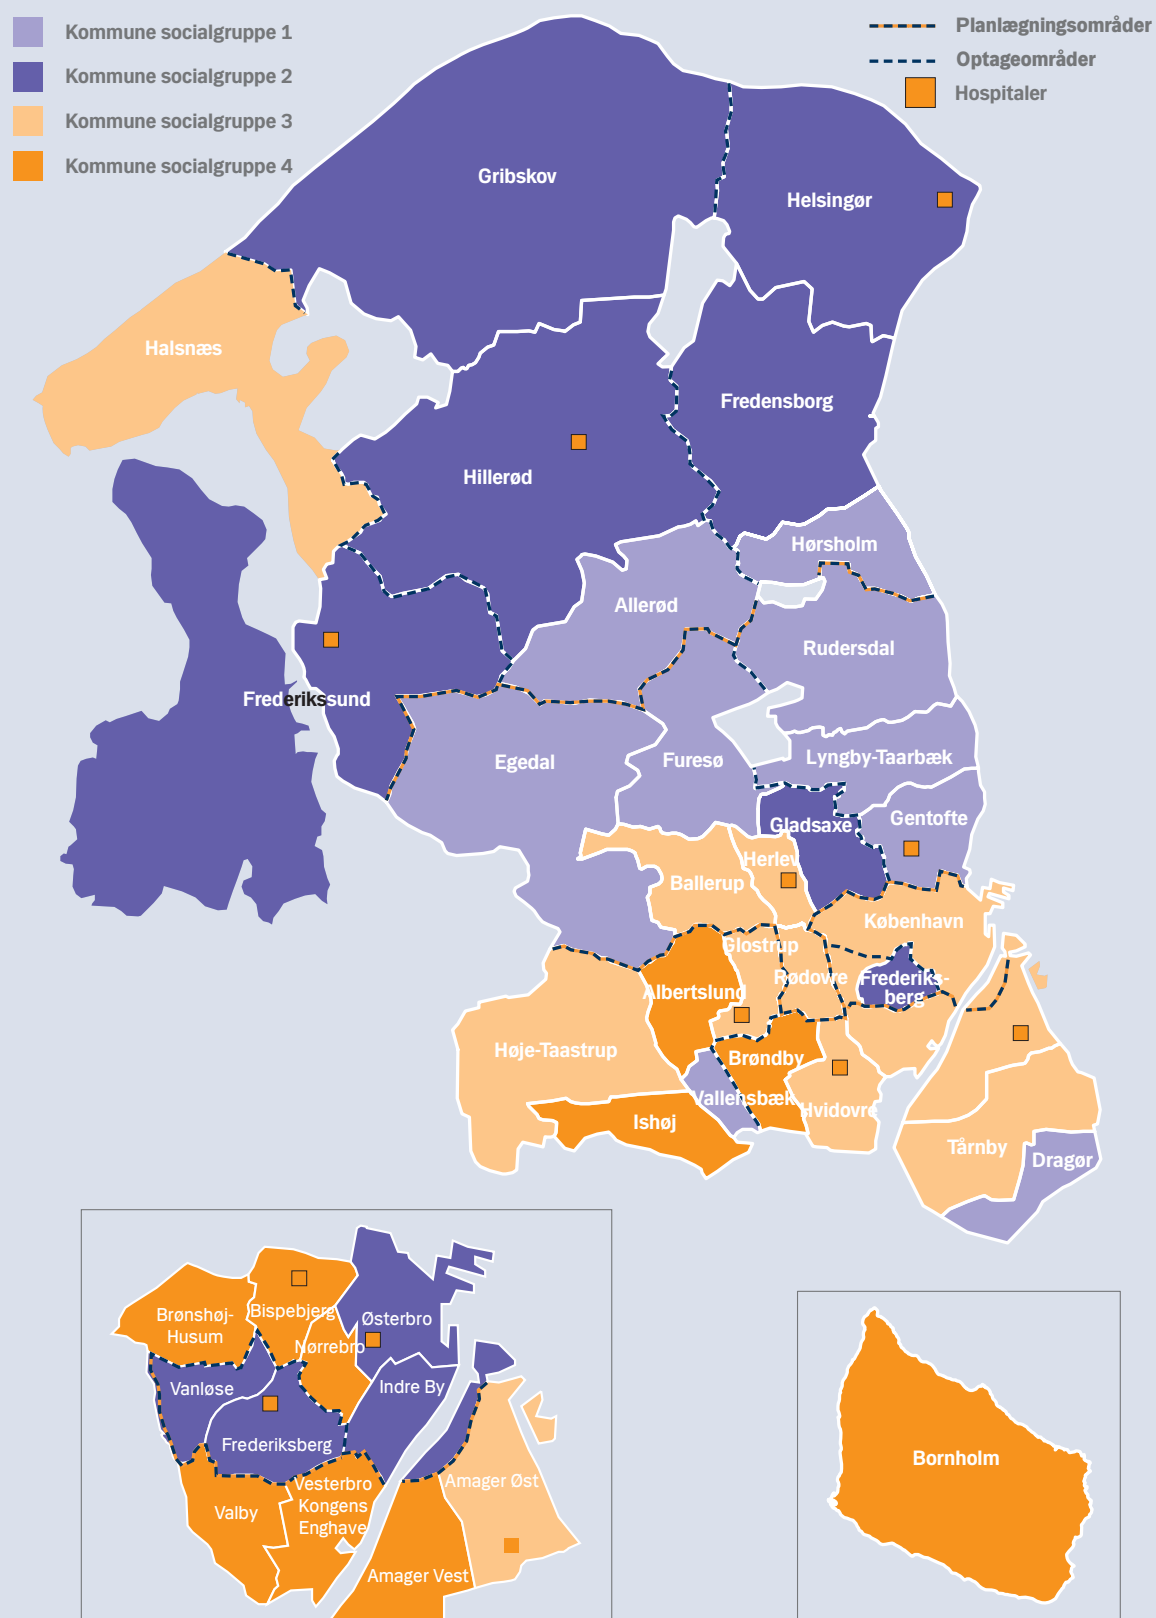 Kommune socialgruppe 1
Kommune socialgruppe 2
Kommune socialgruppe 3
Kommune socialgruppe 4
Planlægningsområder
Optageområder
Hospitaler
Gribskov
Helsingør
Halsnæs
Fredensborg
Hillerød
Hørsholm
Allerød
Rudersdal
Frederikssund
Egedal
Furesø
Lyngby-Taarbæk
Gentofte
Gladsaxe
Herlev
Ballerup
København
Glostrup
Rødovre
Frederiks-
berg
Albertslund
Høje-Taastrup
Brøndby
Vallensbæk
Hvidovre
Ishøj
Tårnby
Dragør
Brønshøj-
Husum
Bispebjerg
Østerbro
Nørrebro
Vanløse
Indre By
Frederiksberg
Amager Øst
Vesterbro
Kongens
Enghave
Valby
Amager Vest
Bornholm